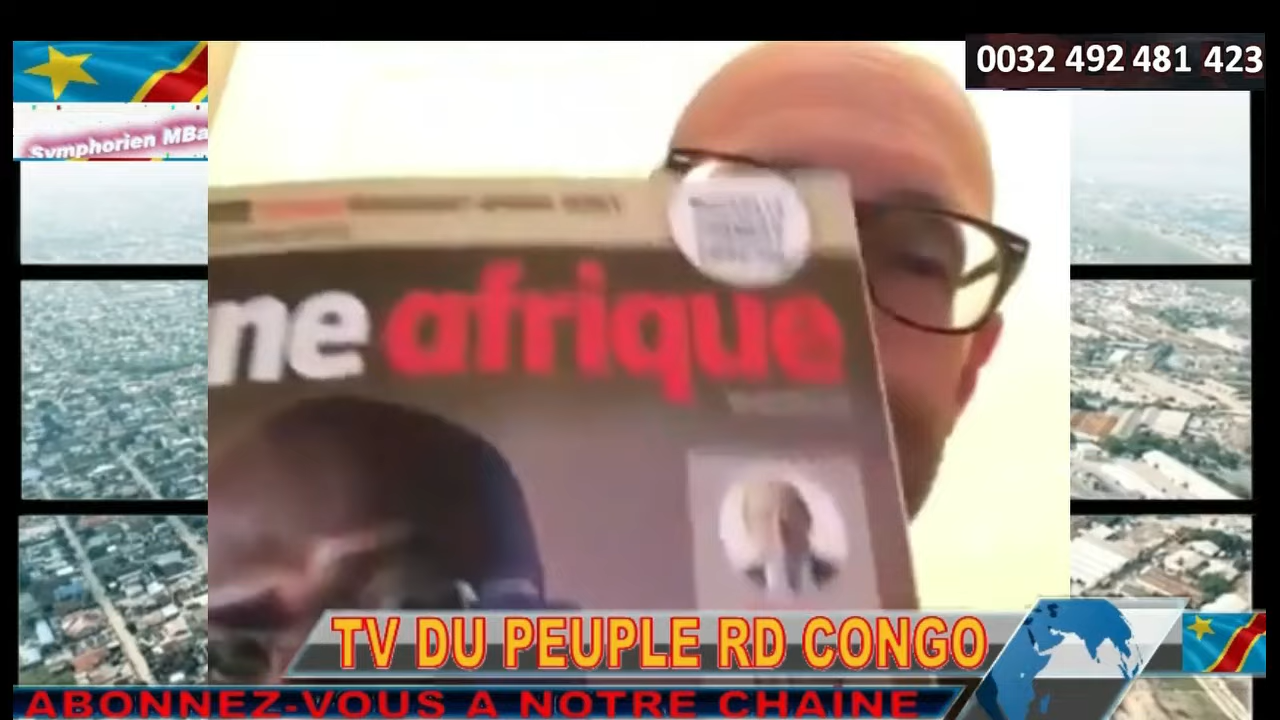 0032 492 481 423
Symphorien MBa
ne afrique
TV DU PEUPLE RD CONGO
ABONNEZ-VOUS A NOTRE CHAINE